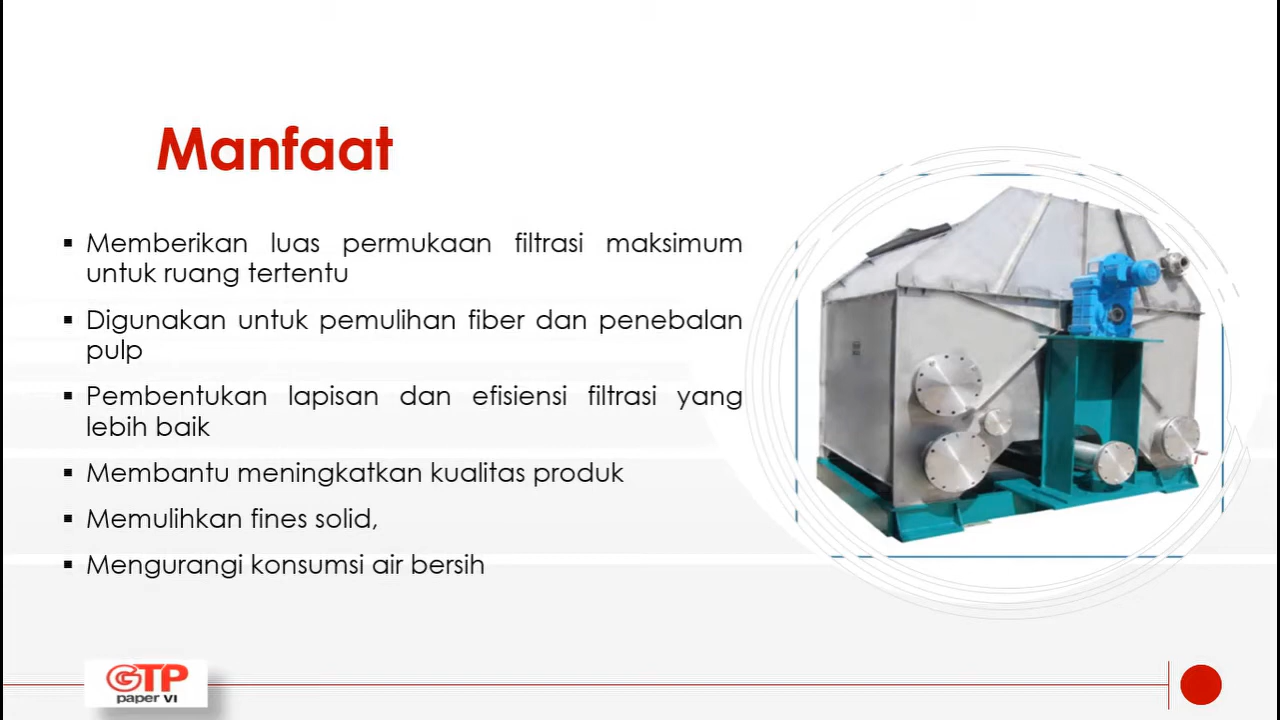 Manfaat
▪ Memberikan luas permukaan filtrasi maksimum
untuk ruang tertentu
▪ Digunakan untuk pemulihan fiber dan penebalan
pulp
▪ Pembentukan lapisan dan efisiensi filtrasi yang
lebih baik
▪ Membantu meningkatkan kualitas produk
▪ Memulihkan fines solid,
▪ Mengurangi konsumsi air bersih
GTP
paper VI